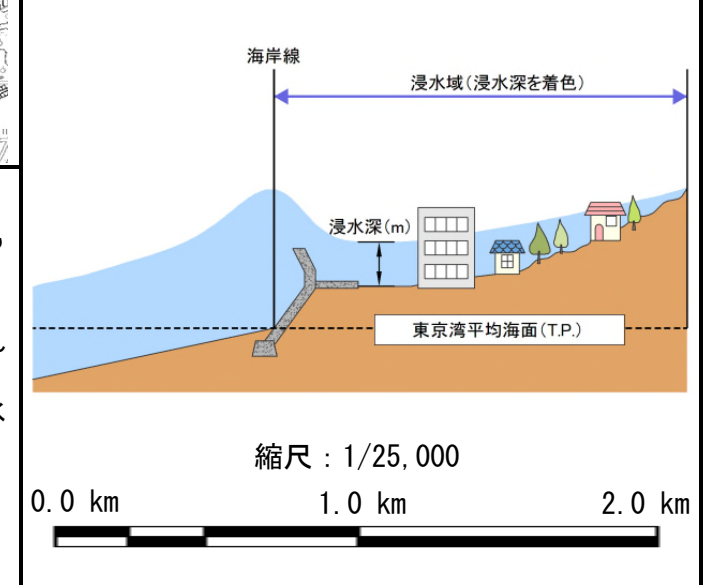 海岸線
浸水域(浸水深を着色)
浸水深(m)
東京湾平均海面(T.P.)
縮尺：1/25,000
0.0 km 1.0 km 2.0 km